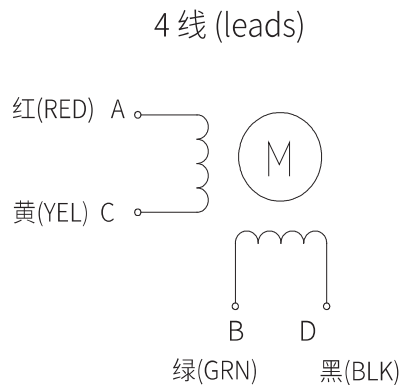 4 线 (leads)
红(RED) A
M
黄(YEL) C
B D
绿(GRN) 黑(BLK)